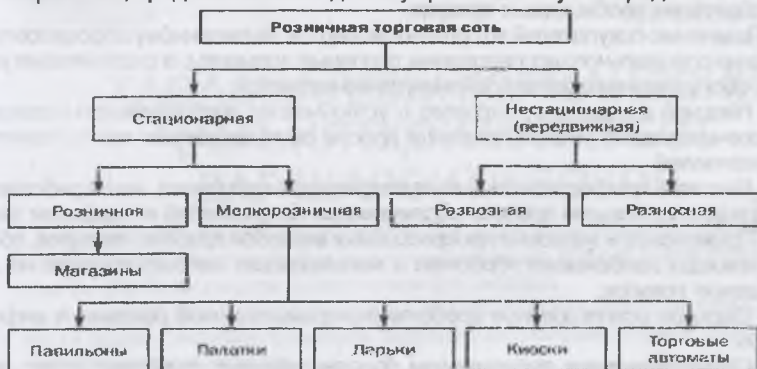 Розничная торговая сеть
Стационарная
Нестационарная
(передвижная)
Розничная
Мелкорозничная
Развозная
Разносная
Магазины
Павильоны
Палатки
Ларьки
Киоски
Торговые
автоматы